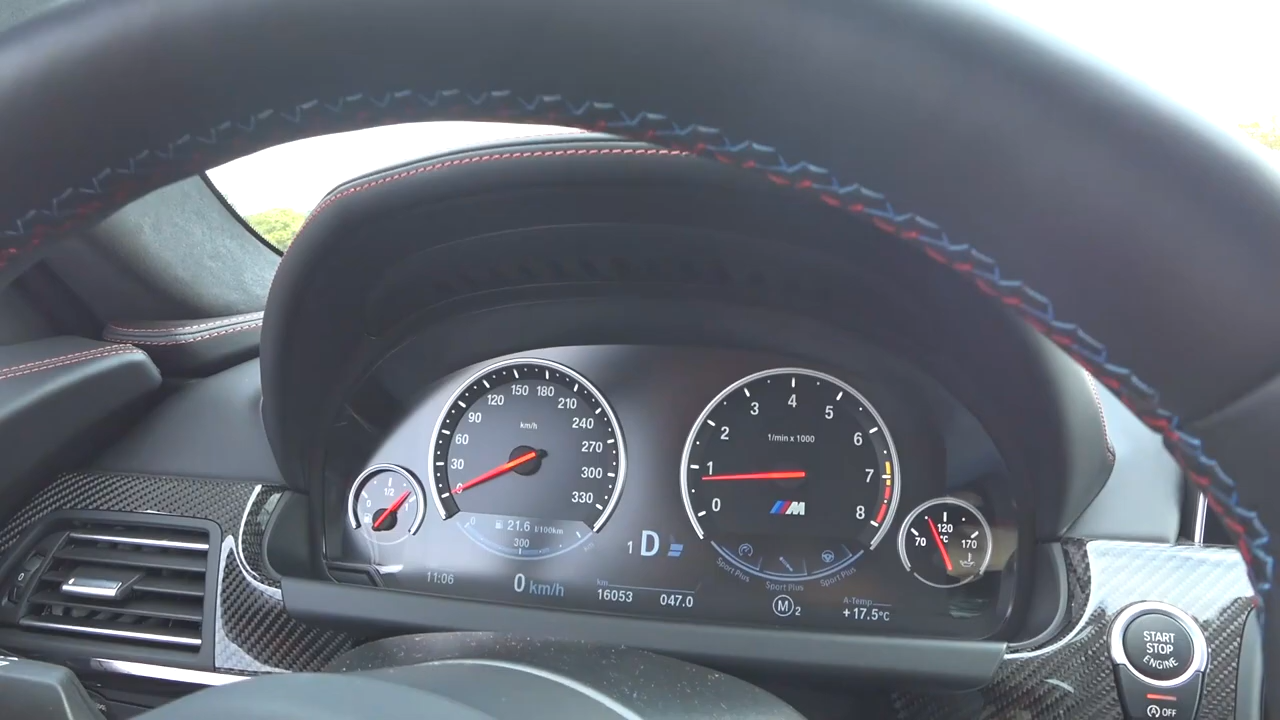 km/h
0
30
60
90
120
150
180
210
240
270
300
330
0
1/2
1
21.6 l/100km
300
11:06
0 km/h
1 D
km
16053
047.0
1/min x 1000
0
1
2
3
4
5
6
7
8
M
Sport Plus
Sport Plus
Sport Plus
M2
70
120
°C
170
A-Temp
+17.5°C
START
STOP
ENGINE
A OFF
0